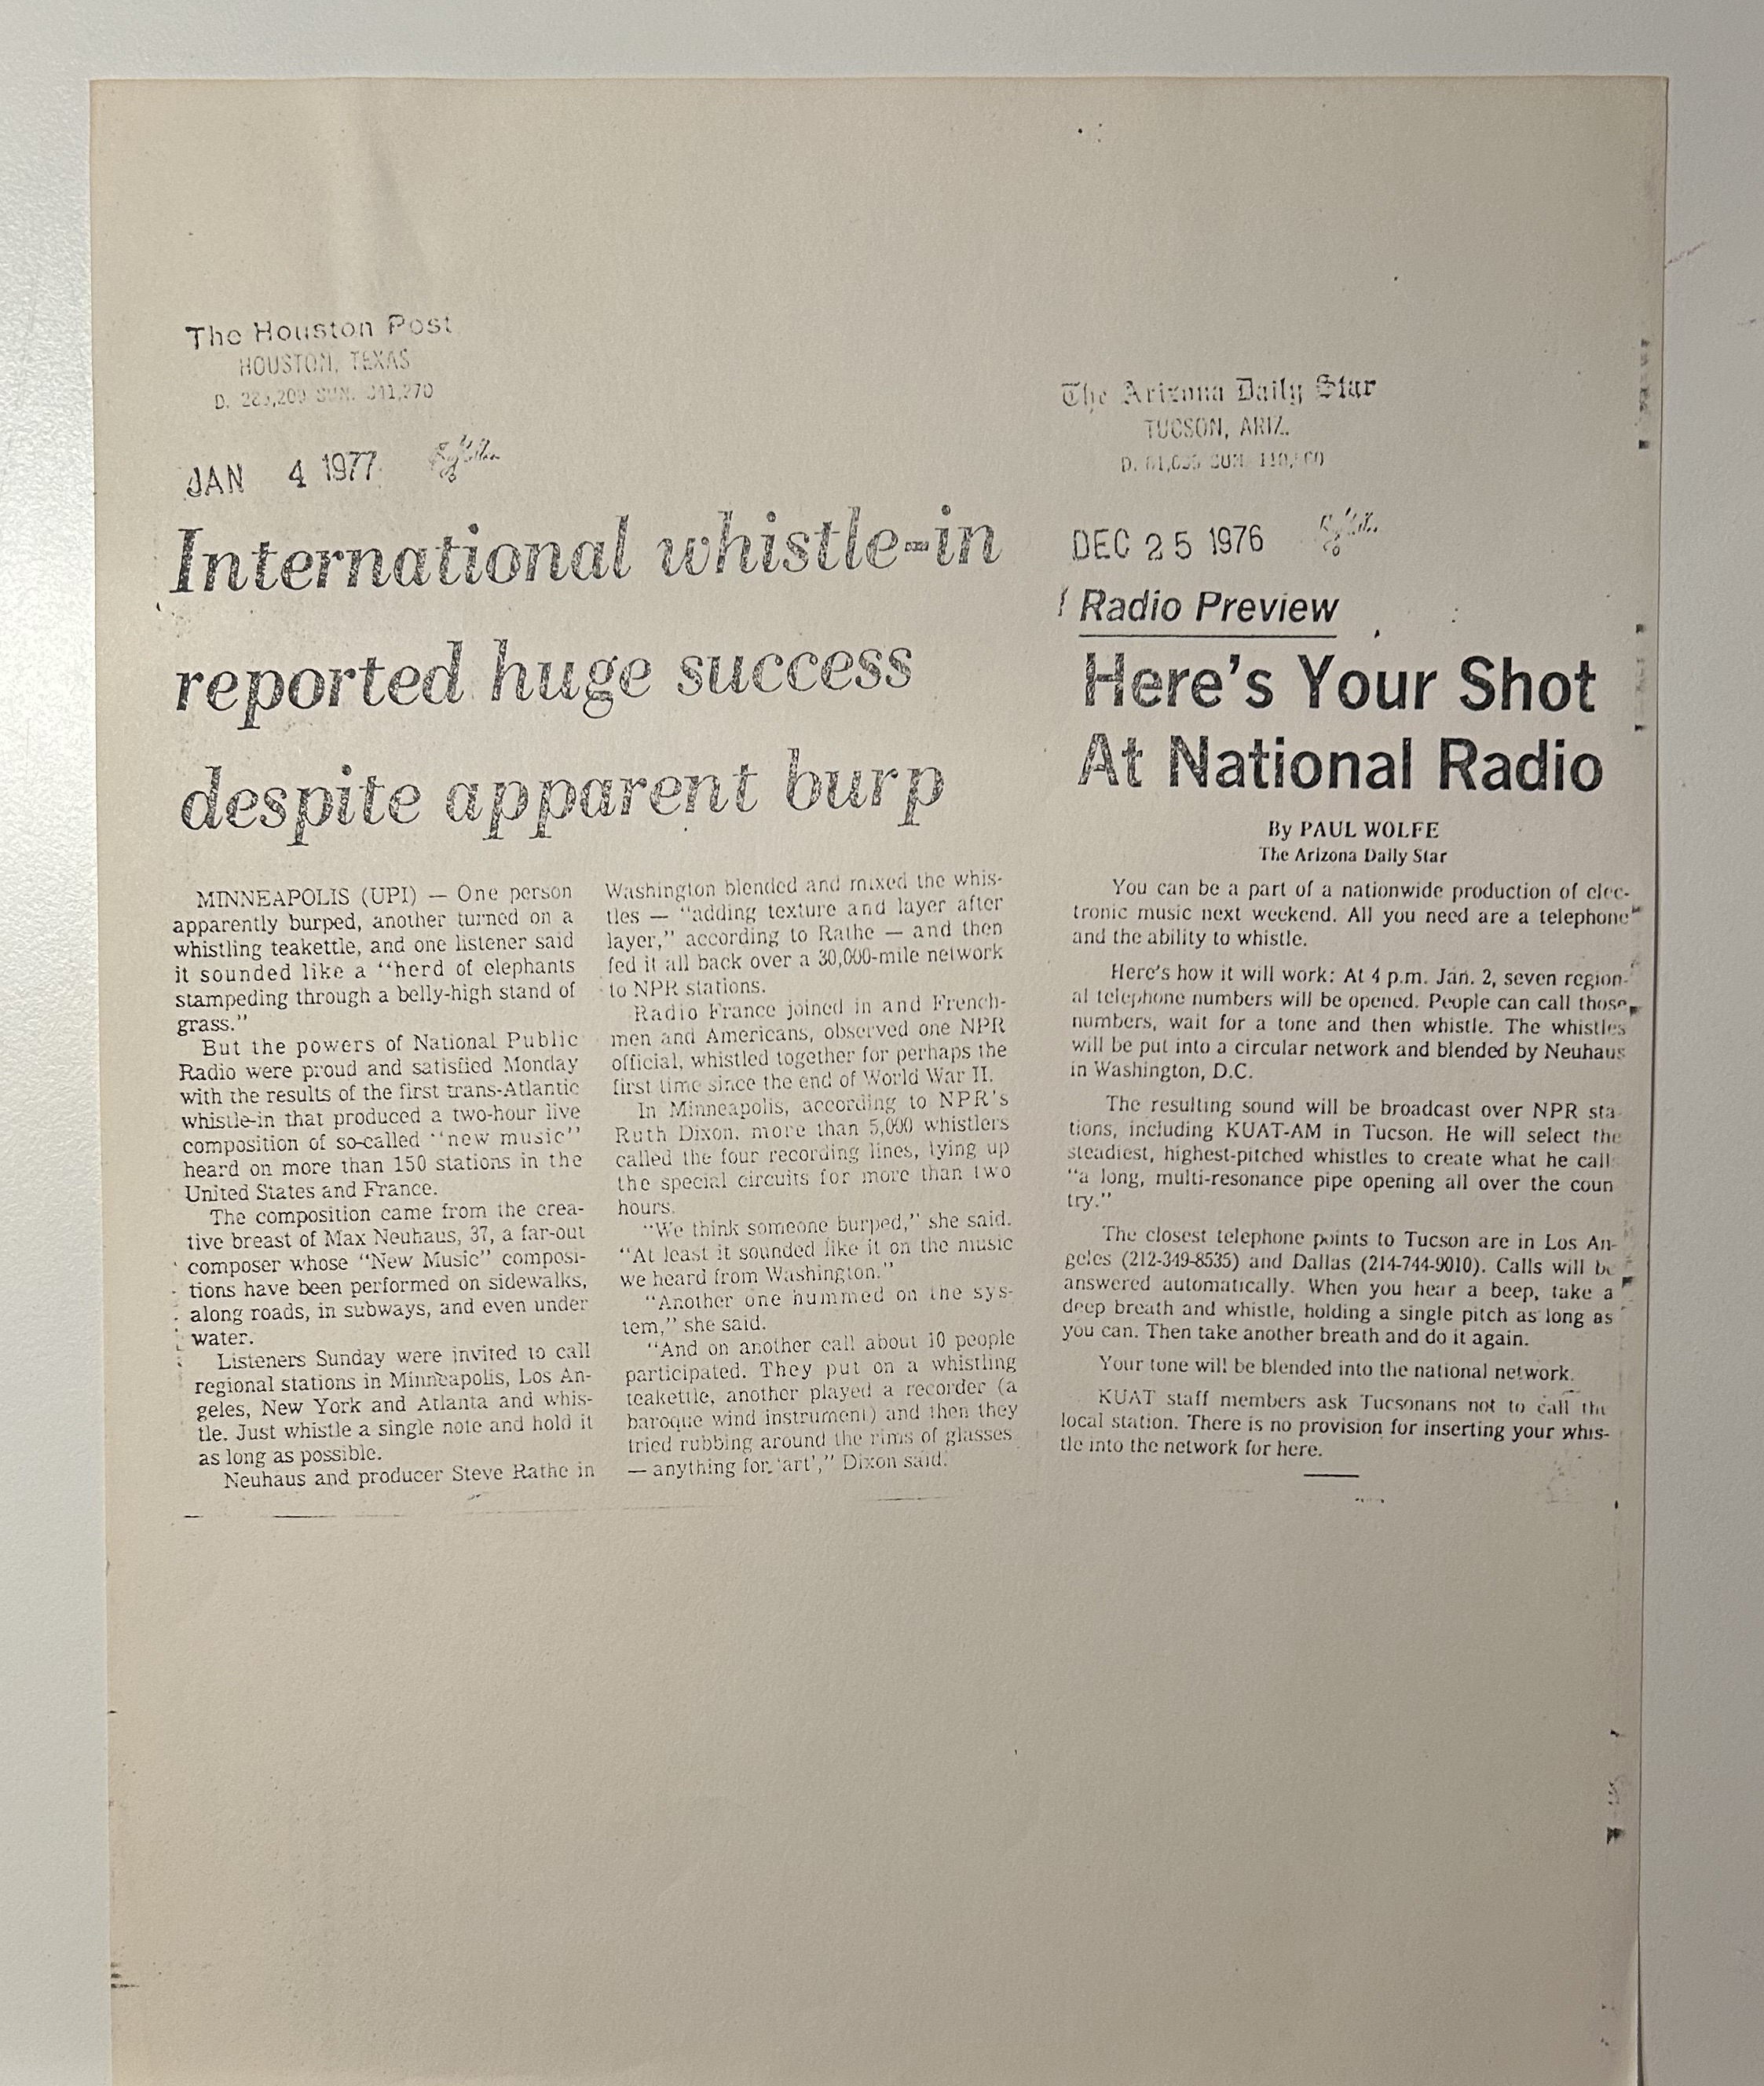 The Houston Post
HOUSTON, TEXAS
JAN 4 1977
International whistle-in
reported huge success
despite apparent burp
MINNEAPOLIS (UPI) — One person
apparently burped, another turned on a
whistling teakettle, and one listener said
it sounded like a "herd of elephants
stampeding through a belly-high stand of
grass."
But the powers of National Public
Radio were proud and satisfied Monday
with the results of the first trans-Atlantic
whistle-in that produced a two-hour live
composition of so-called "new music"
heard on more than 150 stations in the
United States and France.
The composition came from the crea-
tive breast of Max Neuhaus, 37, a far-out
composer whose "New Music" composi-
tions have been performed on sidewalks,
along roads, in subways, and even under
water.
Listeners Sunday were invited to call
regional stations in Minneapolis, Los An-
geles, New York and Atlanta and whis-
tle. Just whistle a single note and hold it
as long as possible.
Neuhaus and producer Steve Rathe in
Washington blended and mixed the whis-
tles — "adding texture and layer after
layer," according to Rathe — and then
fed it all back over a 30,000-mile network
to NPR stations.
Radio France joined in and French-
men and Americans, observed one NPR
official, whistled together for perhaps the
first time since the end of World War II.
In Minneapolis, according to NPR's
Ruth Dixon, more than 5,000 whistlers
called the four recording lines, tying up
the special circuits for more than two
hours.
"We think someone burped," she said.
"At least it sounded like it on the music
we heard from Washington."
"Another one hummed on the sys-
tem," she said.
"And on another call about 10 people
participated. They put on a whistling
teakettle, another played a recorder (a
baroque wind instrument) and then they
tried rubbing around the rims of glasses
— anything for 'art'," Dixon said.
The Arizona Daily Star
TUCSON, ARIZ.
DEC 25 1976
Radio Preview
Here's Your Shot
At National Radio
By PAUL WOLFE
The Arizona Daily Star
You can be a part of a nationwide production of elec-
tronic music next weekend. All you need are a telephone
and the ability to whistle.
Here's how it will work: At 4 p.m. Jan. 2, seven region-
al telephone numbers will be opened. People can call those
numbers, wait for a tone and then whistle. The whistles
will be put into a circular network and blended by Neuhaus
in Washington, D.C.
The resulting sound will be broadcast over NPR sta-
tions, including KUAT-AM in Tucson. He will select the
steadiest, highest-pitched whistles to create what he calls
"a long, multi-resonance pipe opening all over the coun
try."
The closest telephone points to Tucson are in Los An-
geles (212-349-8535) and Dallas (214-744-9010). Calls will be
answered automatically. When you hear a beep, take a
deep breath and whistle, holding a single pitch as long as
you can. Then take another breath and do it again.
Your tone will be blended into the national network.
KUAT staff members ask Tucsonans not to call the
local station. There is no provision for inserting your whis-
tle into the network for here.